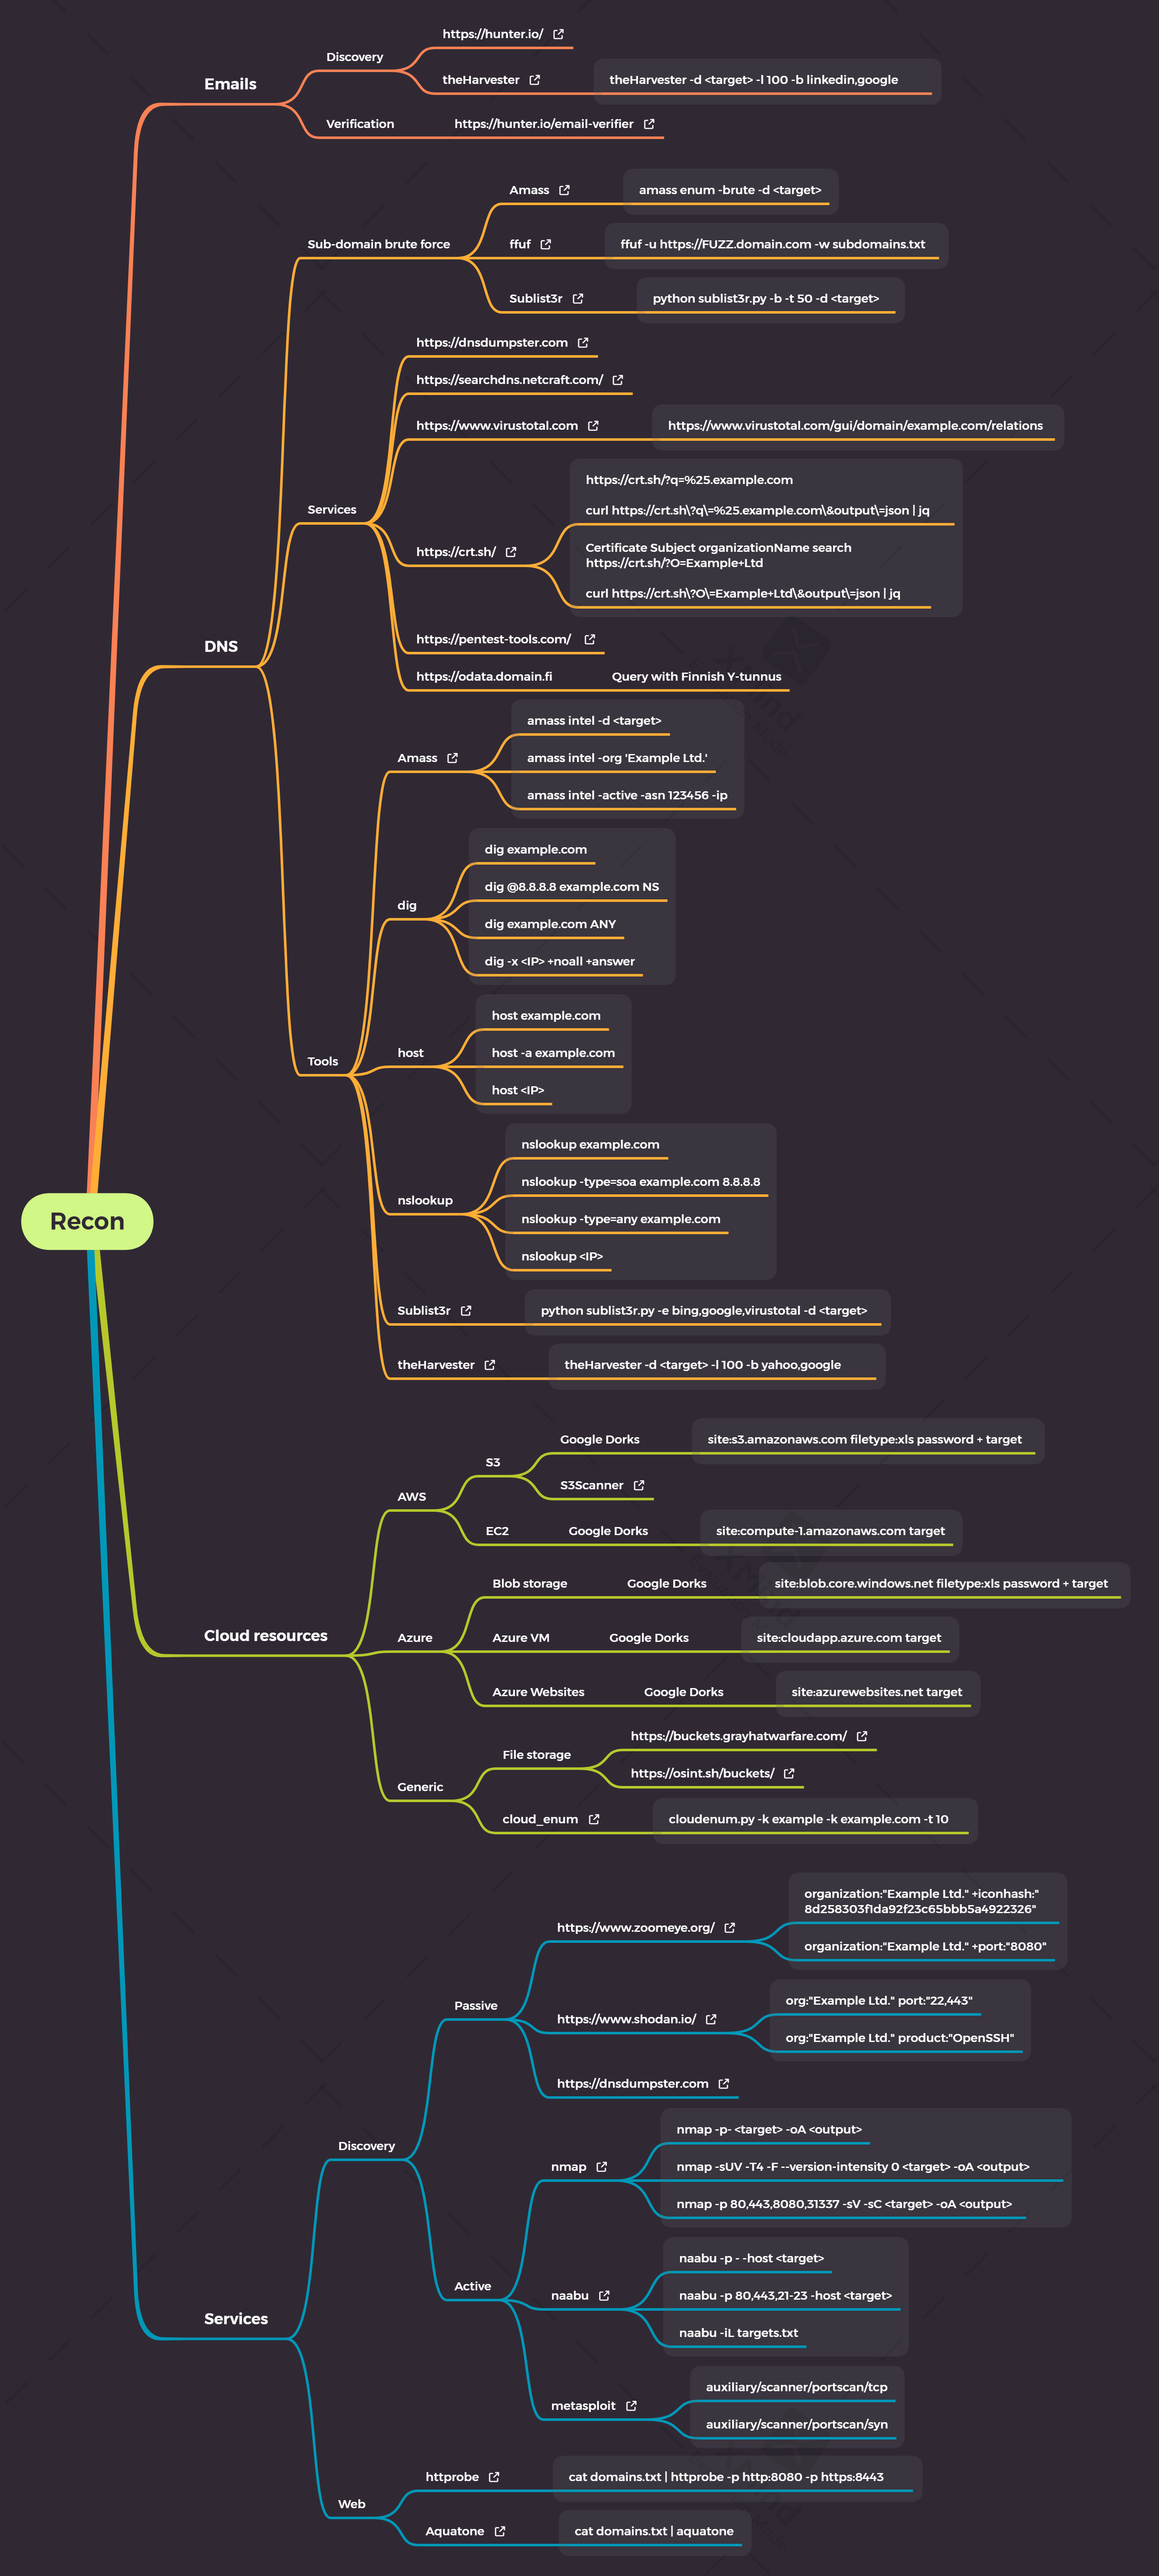 Recon
Emails
Discovery
https://hunter.io/
theHarvester
theHarvester -d <target> -l 100 -b linkedin,google
Verification
https://hunter.io/email-verifier
DNS
Sub-domain brute force
Amass
amass enum -brute -d <target>
ffuf
ffuf -u https://FUZZ.domain.com -w subdomains.txt
Sublist3r
python sublist3r.py -b -t 50 -d <target>
Services
https://dnsdumpster.com
https://searchdns.netcraft.com/
https://www.virustotal.com
https://www.virustotal.com/gui/domain/example.com/relations
https://crt.sh/
https://crt.sh/?q=%25.example.com
curl https://crt.sh\?q\=%25.example.com\&output\=json | jq
Certificate Subject organizationName search
https://crt.sh/?O=Example+Ltd
curl https://crt.sh\?O\=Example+Ltd\&output\=json | jq
https://pentest-tools.com/
https://odata.domain.fi
Query with Finnish Y-tunnus
Tools
Amass
amass intel -d <target>
amass intel -org 'Example Ltd.'
amass intel -active -asn 123456 -ip
dig
dig example.com
dig @8.8.8.8 example.com NS
dig example.com ANY
dig -x <IP> +noall +answer
host
host example.com
host -a example.com
host <IP>
nslookup
nslookup example.com
nslookup -type=soa example.com 8.8.8.8
nslookup -type=any example.com
nslookup <IP>
Sublist3r
python sublist3r.py -e bing,google,virustotal -d <target>
theHarvester
theHarvester -d <target> -l 100 -b yahoo,google
Cloud resources
AWS
S3
Google Dorks
site:s3.amazonaws.com filetype:xls password + target
S3Scanner
EC2
Google Dorks
site:compute-1.amazonaws.com target
Azure
Blob storage
Google Dorks
site:blob.core.windows.net filetype:xls password + target
Azure VM
Google Dorks
site:cloudapp.azure.com target
Azure Websites
Google Dorks
site:azurewebsites.net target
Generic
File storage
https://buckets.grayhatwarfare.com/
https://osint.sh/buckets/
cloud_enum
cloudenum.py -k example -k example.com -t 10
Services
Discovery
Passive
https://www.zoomeye.org/
organization:"Example Ltd." +iconhash:"
8d258303f1da92f23c65bbb5a4922326"
organization:"Example Ltd." +port:"8080"
https://www.shodan.io/
org:"Example Ltd." port:"22,443"
org:"Example Ltd." product:"OpenSSH"
https://dnsdumpster.com
Active
nmap
nmap -p- <target> -oA <output>
nmap -sUV -T4 -F --version-intensity 0 <target> -oA <output>
nmap -p 80,443,8080,31337 -sV -sC <target> -oA <output>
naabu
naabu -p - -host <target>
naabu -p 80,443,21-23 -host <target>
naabu -iL targets.txt
metasploit
auxiliary/scanner/portscan/tcp
auxiliary/scanner/portscan/syn
Web
httprobe
cat domains.txt | httprobe -p http:8080 -p https:8443
Aquatone
cat domains.txt | aquatone